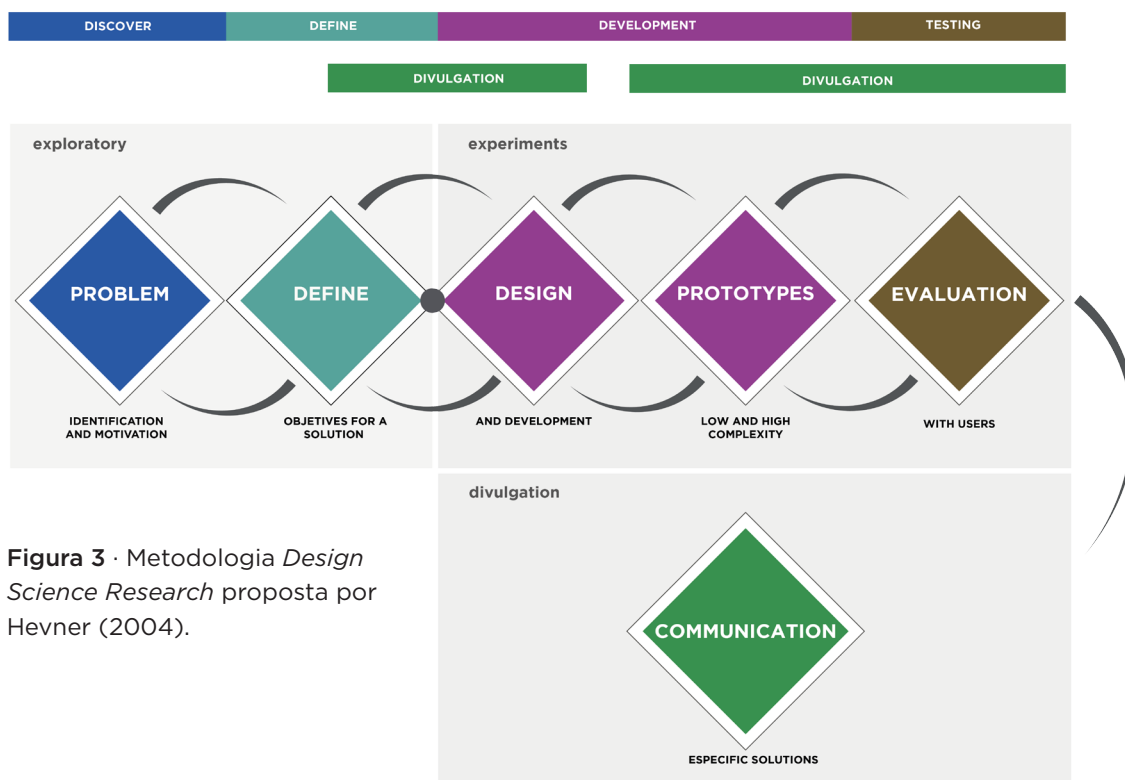 DISCOVER
DEFINE
DEVELOPMENT
TESTING
DIVULGATION
DIVULGATION
exploratory
experiments
PROBLEM
DEFINE
DESIGN
PROTOTYPES
EVALUATION
IDENTIFICATION
AND MOTIVATION
OBJETIVES FOR A
SOLUTION
AND DEVELOPMENT
LOW AND HIGH
COMPLEXITY
WITH USERS
divulgation
COMMUNICATION
ESPECIFIC SOLUTIONS
Figura 3 · Metodologia Design
Science Research proposta por
Hevner (2004).